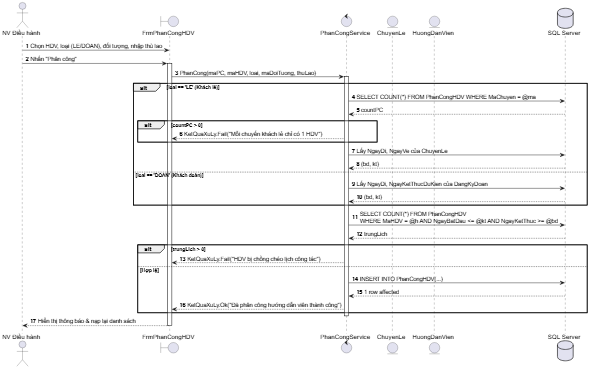 NV Điều hành
FrmPhanCongHDV
PhanCongService
ChuyenLe
HuongDanVien
SQL Server
1 Chọn HDV, loại (LE/DOAN), đối tượng, nhập thù lao
2 Nhấn "Phân công"
3 PhanCong(maPC, maHDV, loai, maDoiTuong, thuLao)
alt [loai == "LE" (Khách lẻ)]
4 SELECT COUNT(*) FROM PhanCongHDV WHERE MaChuyen = @ma
5 countPC
alt [countPC > 0]
6 KetQuaXuLy.Fail("Mỗi chuyến khách lẻ chỉ có 1 HDV")
7 Lấy NgayDi, NgayVe của ChuyenLe
8 (bd, kt)
[loai == "DOAN" (Khách đoàn)]
9 Lấy NgayDi, NgayKetThucDuKien của DangKyDoan
10 (bd, kt)
11 SELECT COUNT(*) FROM PhanCongHDV
WHERE MaHDV = @h AND NgayBatDau <= @kt AND NgayKetThuc >= @bd
12 trungLich
alt [trungLich > 0]
13 KetQuaXuLy.Fail("HDV bị chồng chéo lịch công tác")
[Hợp lệ]
14 INSERT INTO PhanCongHDV(...)
15 1 row affected
16 KetQuaXuLy.Ok("Đã phân công hướng dẫn viên thành công")
17 Hiển thị thông báo & nạp lại danh sách
NV Điều hành
FrmPhanCongHDV
PhanCongService
ChuyenLe
HuongDanVien
SQL Server